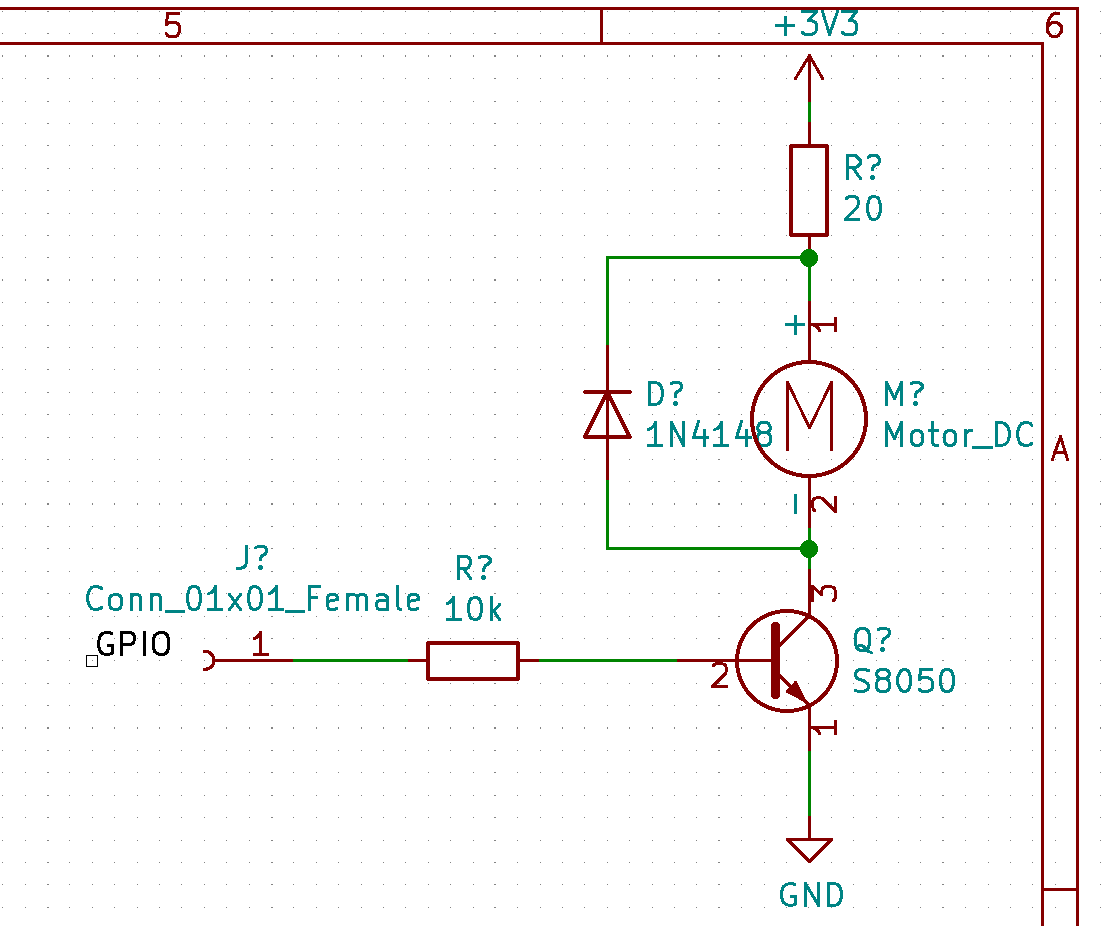 5
+3V3
6
R?
20
+
1
D?
1N4148
M
M?
Motor_DC
A
-
2
J?
Conn_01x01_Female
GPIO
1
R?
10k
3
2
Q?
S8050
1
GND